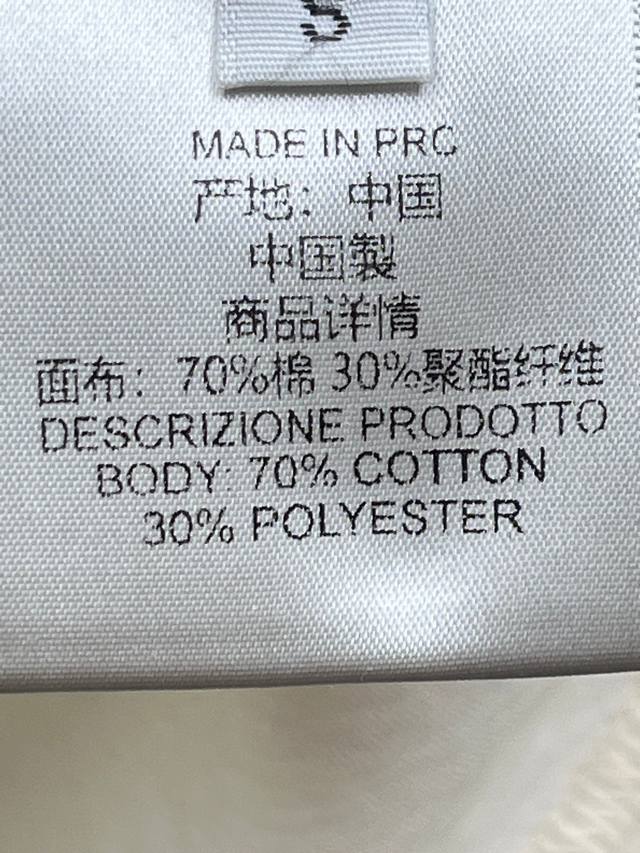 S
MADE IN PRC
产地：中国
中国製
商品详情
面布：70%棉 30%聚酯纤维
DESCRIZIONE PRODOTTO
BODY: 70% COTTON
30% POLYESTER